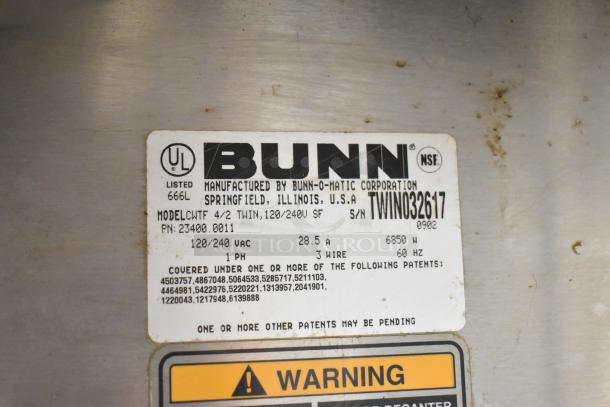 UL
LISTED
666L
BUNN®
NSF
MANUFACTURED BY BUNN-O-MATIC CORPORATION
SPRINGFIELD, ILLINOIS, U.S.A
S/N TWIN032617
MODEL CWTF 4/2 TWIN,120/240V SF
0902
PN: 23400.0011
120/240 VAC 28.5 A 6850 W
1 PH 3 WIRE 60 HZ
COVERED UNDER ONE OR MORE OF THE FOLLOWING PATENTS:
4503757,4867048,5064533,5285717,5211103,
4464981,5422976,5220221,1313957,2041901,
1220043,1217948,6139888
ONE OR MORE OTHER PATENTS MAY BE PENDING
WARNING
DECANTER